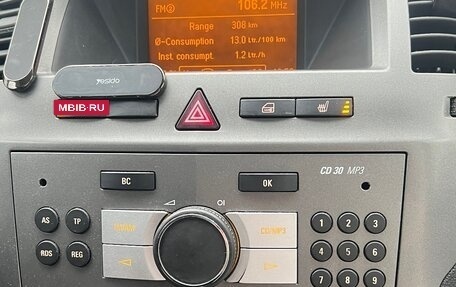 FM 106.2 MHz
Range 308 km
Ø-Consumption 13.0 Ltr./100 km
Inst. consumpt. 1.2 Ltr./h
yesido
MBIB·RU
CD 30 MP3
BC OK
AS TP
CD/MP3
RDS REG
1 2 3
4 5 6
7 8 9